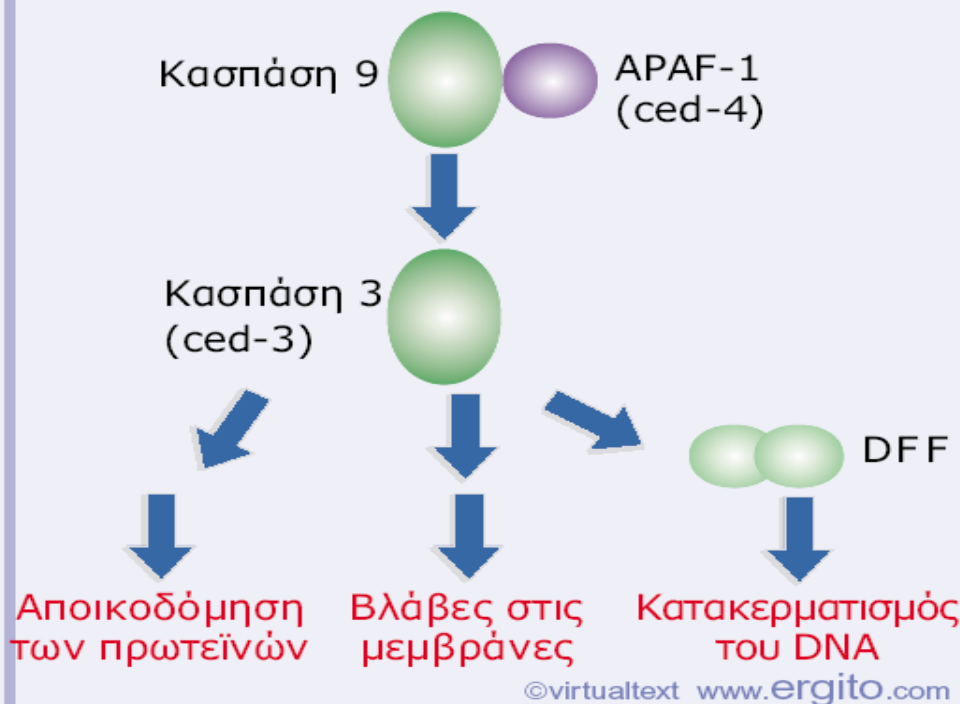 Κασπάση 9
APAF-1
(ced-4)
Κασπάση 3
(ced-3)
DFF
Αποικοδόμηση
των πρωτεϊνών
Βλάβες στις
μεμβράνες
Κατακερματισμός
του DNA
©virtualtext www.ergito.com